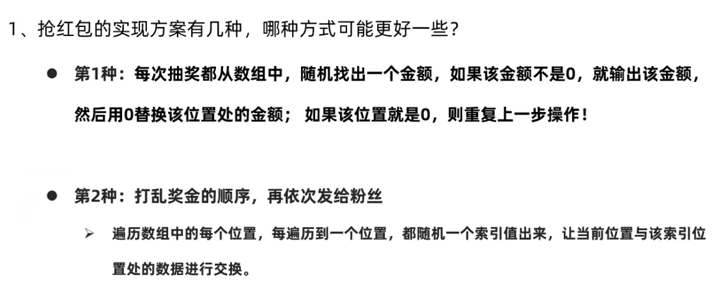 1、抢红包的实现方案有几种，哪种方式可能更好一些？
● 第1种：每次抽奖都从数组中，随机找出一个金额，如果该金额不是0，就输出该金额，
然后用0替换该位置处的金额； 如果该位置就是0，则重复上一步操作！
● 第2种：打乱奖金的顺序，再依次发给粉丝
➢ 遍历数组中的每个位置，每遍历到一个位置，都随机一个索引值出来，让当前位置与该索引位
置处的数据进行交换。